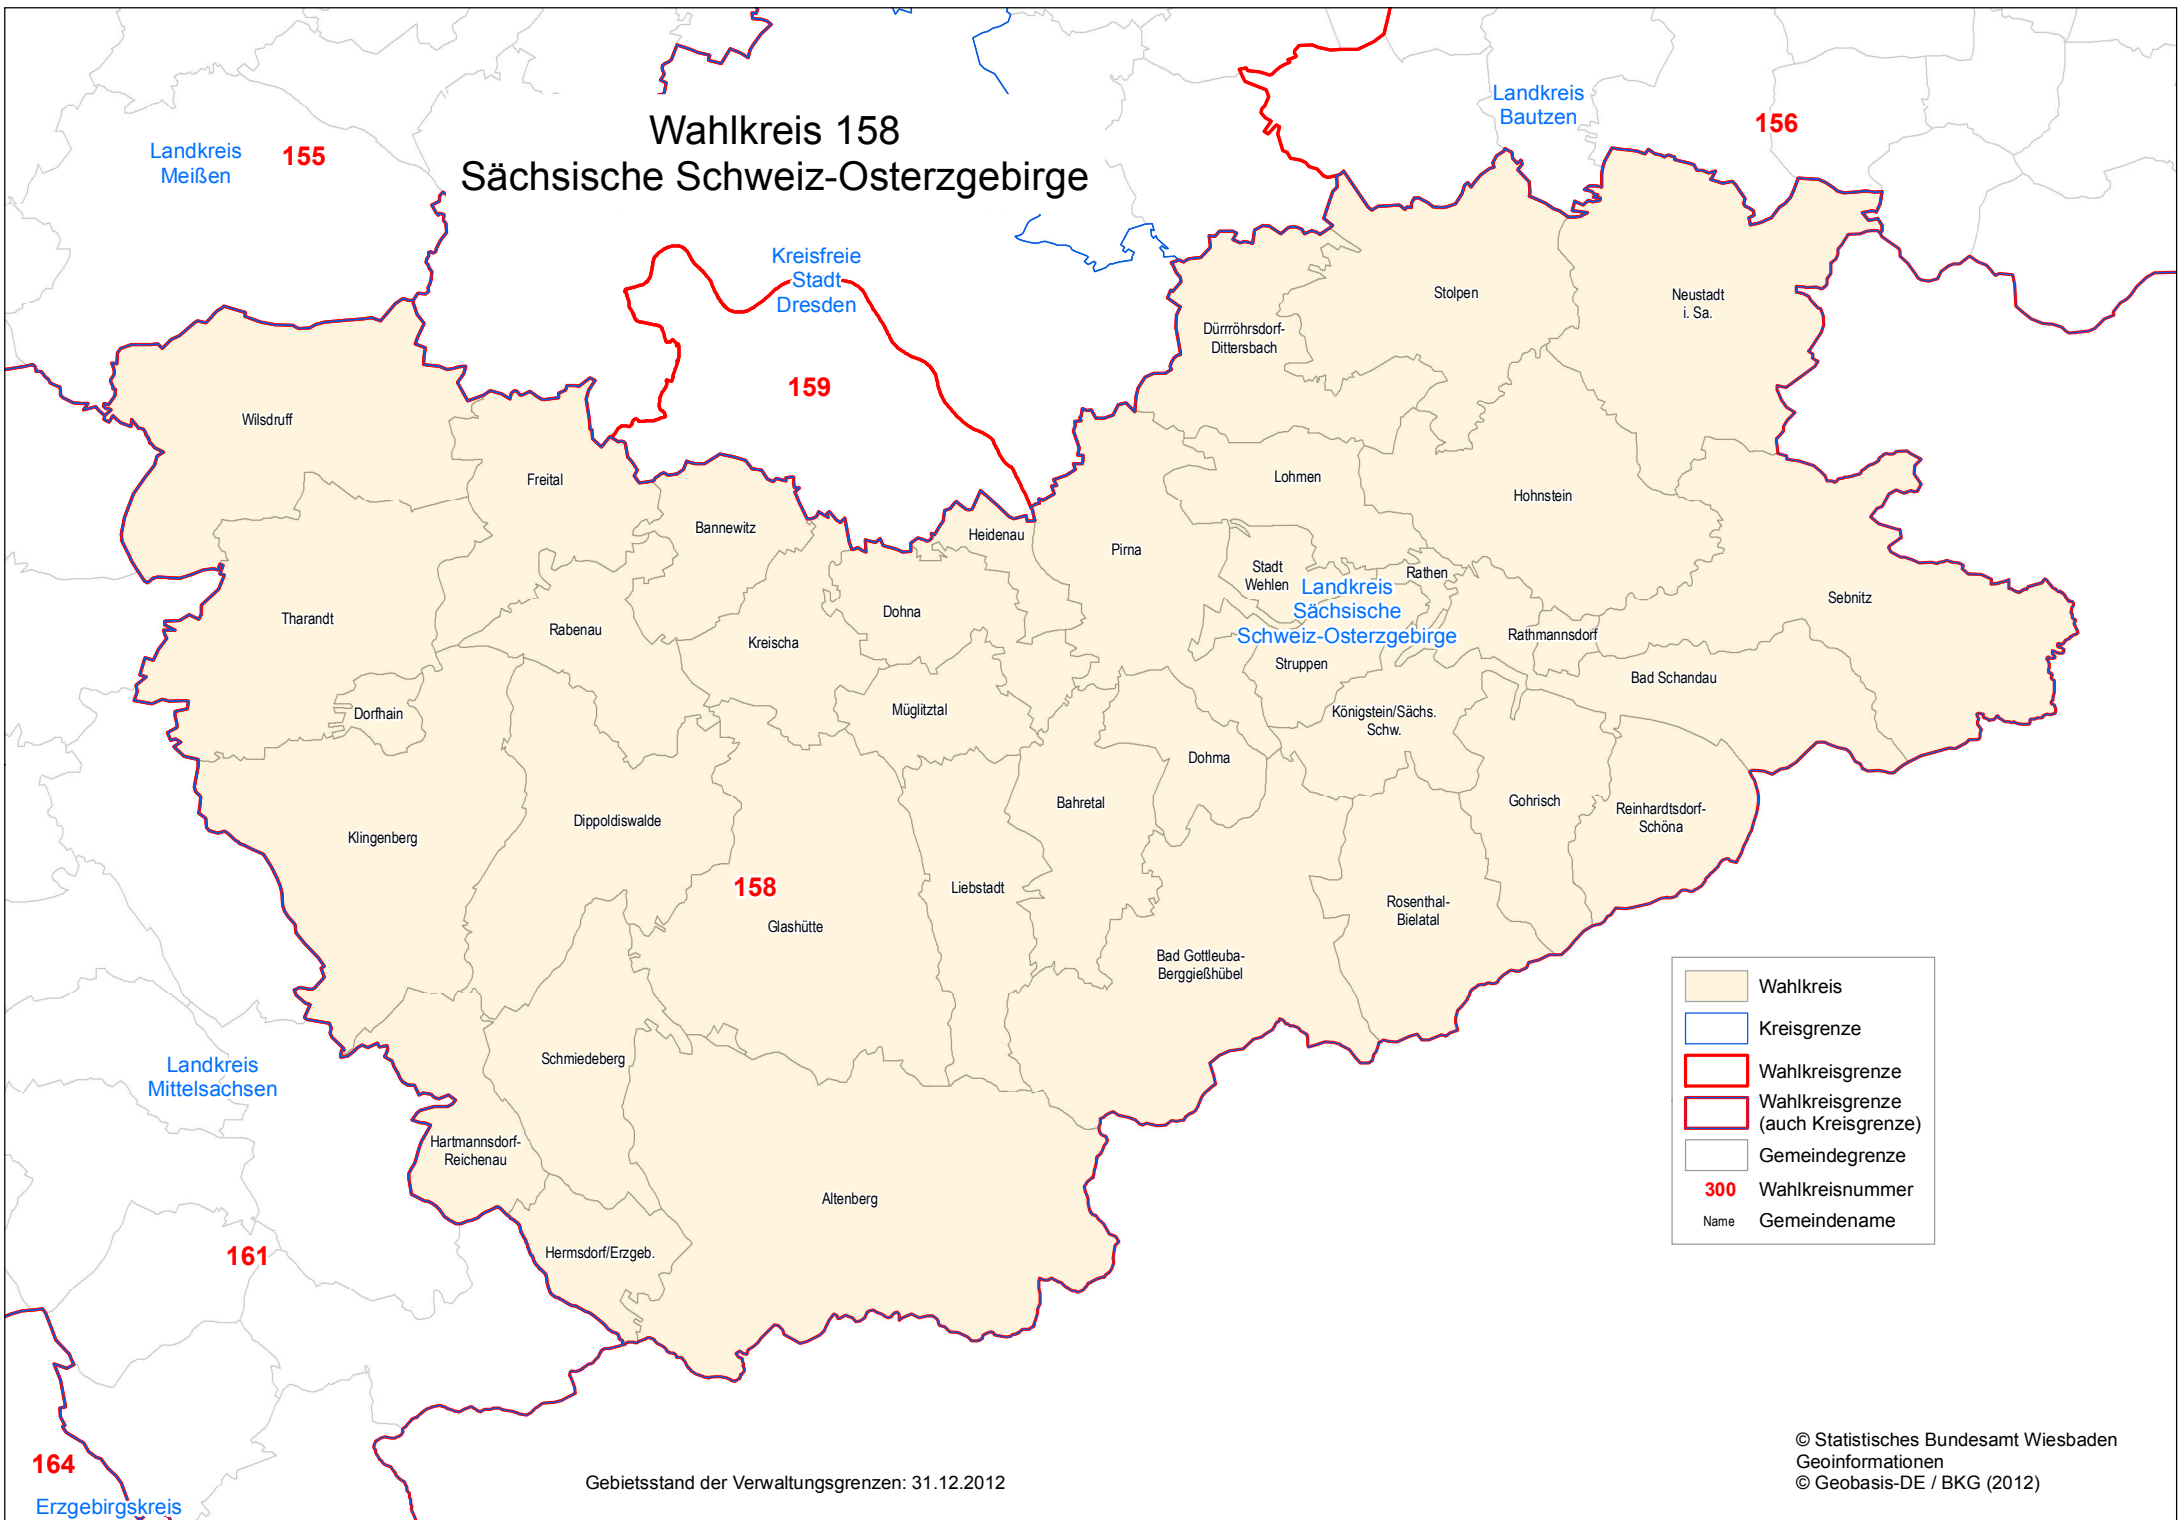 Wahlkreis 158
Sächsische Schweiz-Osterzgebirge
Landkreis
Meißen
155
Landkreis
Bautzen
156
Kreisfreie
Stadt
Dresden
159
Stolpen
Neustadt
i. Sa.
Dürrröhrsdorf-
Dittersbach
Wilsdruff
Freital
Lohmen
Hohnstein
Bannewitz
Heidenau
Pirna
Stadt
Wehlen
Rathen
Landkreis
Sächsische
Schweiz-Osterzgebirge
Sebnitz
Tharandt
Rabenau
Kreischa
Dohna
Rathmannsdorf
Struppen
Bad Schandau
Dorfhain
Müglitztal
Königstein/Sächs.
Schw.
Dohma
Bahretal
Gohrisch
Reinhardtsdorf-
Schöna
Klingenberg
Dippoldiswalde
158
Glashütte
Liebstadt
Rosenthal-
Bielatal
Bad Gottleuba-
Berggießhübel
Landkreis
Mittelsachsen
Schmiedeberg
Hartmannsdorf-
Reichenau
Altenberg
Hermsdorf/Erzgeb.
161
164
Erzgebirgskreis
Wahlkreis
Kreisgrenze
Wahlkreisgrenze
Wahlkreisgrenze
(auch Kreisgrenze)
Gemeindegrenze
300 Wahlkreisnummer
Name Gemeindename
Gebietsstand der Verwaltungsgrenzen: 31.12.2012
© Statistisches Bundesamt Wiesbaden
Geoinformationen
© Geobasis-DE / BKG (2012)